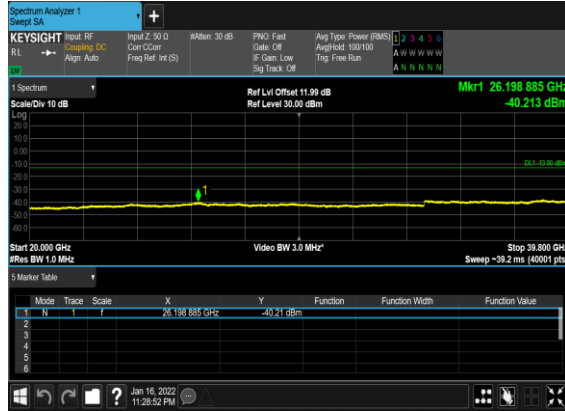 Spectrum Analyzer 1
Swept SA
+
KEYSIGHT Input: RF Input Z: 50 Ω #Atten: 30 dB PNO: Fast Avg Type: Power (RMS) 1 2 3 4 5 6
RL Coupling: DC Corr CCorr Gate: Off Avg|Hold: 100/100 A W W W W W
Align: Auto Freq Ref: Int (S) IF Gain: Low Trig: Free Run
Sig Track: Off A N N N N N
LV
1 Spectrum Ref Lvl Offset 11.99 dB Mkr1 26.198 885 GHz
Scale/Div 10 dB Ref Level 30.00 dBm -40.213 dBm
Log
20.0
10.0
0.00
-10.0
DL1 -13.00 dBm
-20.0
-30.0
1
-40.0
-50.0
-60.0
Start 20.000 GHz Video BW 3.0 MHz* Stop 39.800 GHz
#Res BW 1.0 MHz Sweep ~39.2 ms (40001 pts)
5 Marker Table
Mode Trace Scale X Y Function Function Width Function Value
1 N 1 f 26.198 885 GHz -40.21 dBm
2
3
4
5
6
? Jan 16, 2022
11:28:52 PM